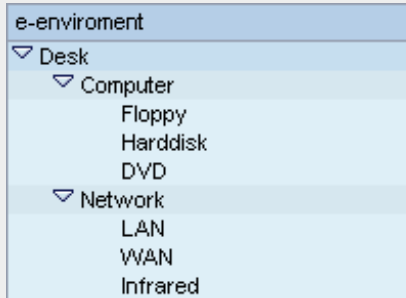 e-enviroment
Desk
Computer
Floppy
Harddisk
DVD
Network
LAN
WAN
Infrared